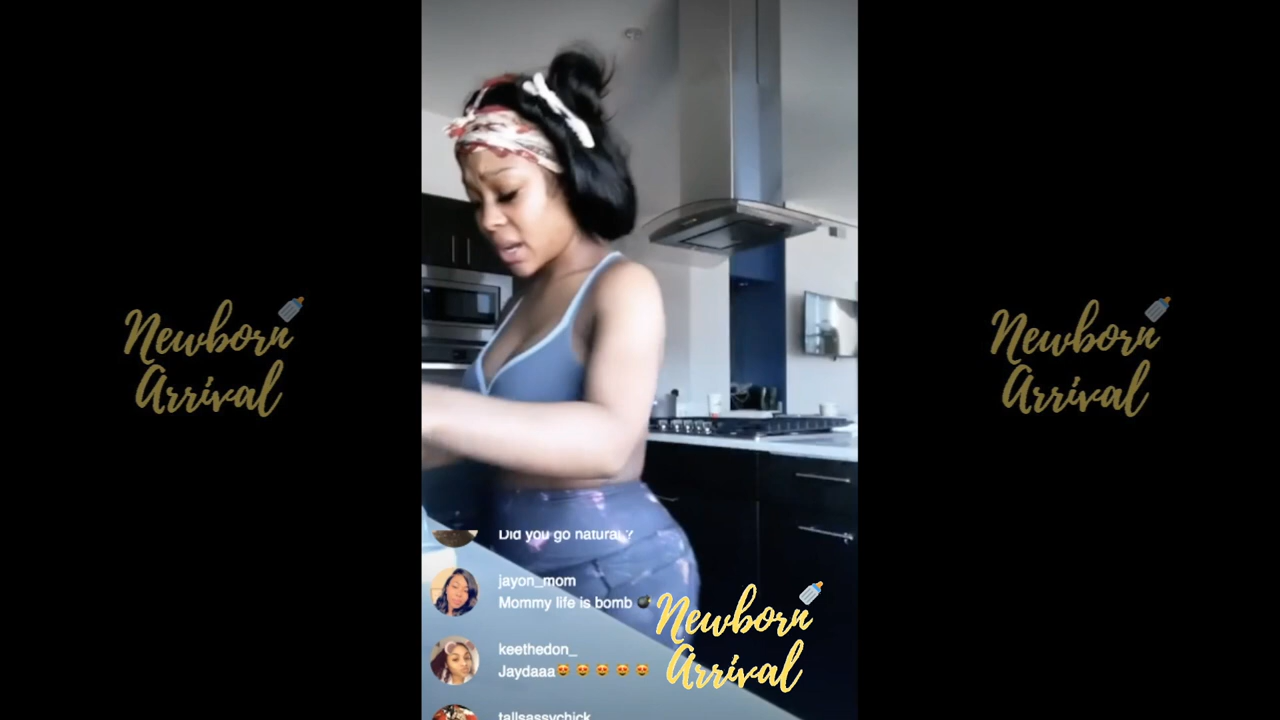 Newborn
Arrival
Did you go natural ?
jayon_mom
Mommy life is bomb 💣
keethedon_
Jaydaaa😍 😍 😍 😍 😍
tallsassychick
Newborn
Arrival
Newborn
Arrival